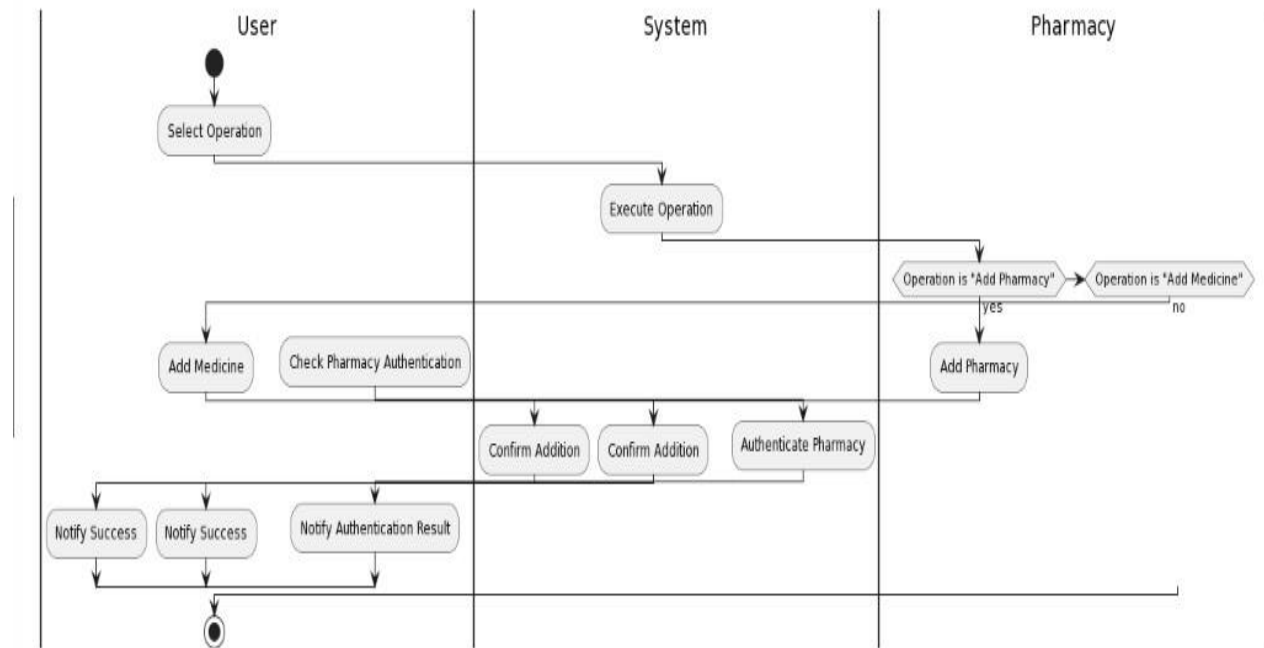 User
System
Pharmacy
Select Operation
Execute Operation
Operation is "Add Pharmacy"
Operation is "Add Medicine"
yes
no
Add Medicine
Check Pharmacy Authentication
Add Pharmacy
Confirm Addition
Confirm Addition
Authenticate Pharmacy
Notify Success
Notify Success
Notify Authentication Result